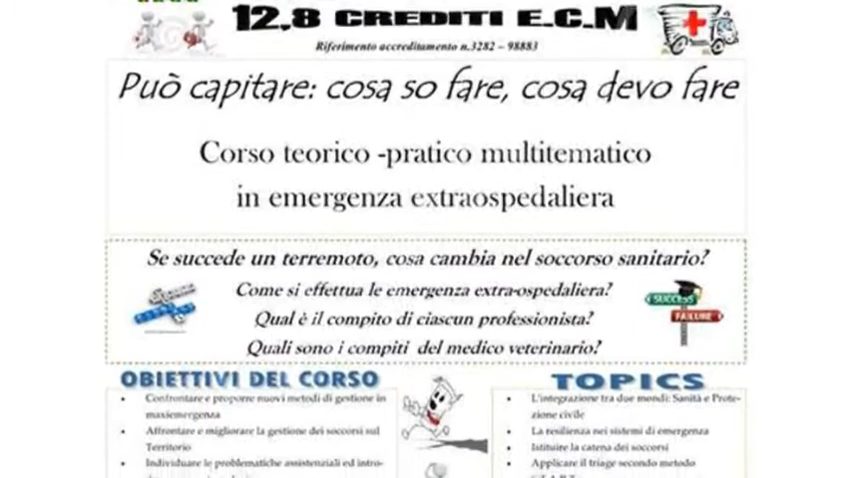 12,8 CREDITI E.C.M
Riferimento accreditamento n.3282 – 98883
Può capitare: cosa so fare, cosa devo fare
Corso teorico -pratico multitematico
in emergenza extraospedaliera
Se succede un terremoto, cosa cambia nel soccorso sanitario?
Come si effettua le emergenza extra-ospedaliera?
Qual è il compito di ciascun professionista?
Quali sono i compiti del medico veterinario?
SUCCESS
FAILURE
OBIETTIVI DEL CORSO
• Confrontare e proporre nuovi metodi di gestione in
maxiemergenza
• Affrontare e migliorare la gestione dei soccorsi sul
Territorio
• Individuare le problematiche assistenziali ed intro-
TOPICS
• L'integrazione tra due mondi: Sanità e Prote-
zione civile
• La resilienza nei sistemi di emergenza
• Istituire la catena dei soccorsi
• Applicare il triage secondo metodo